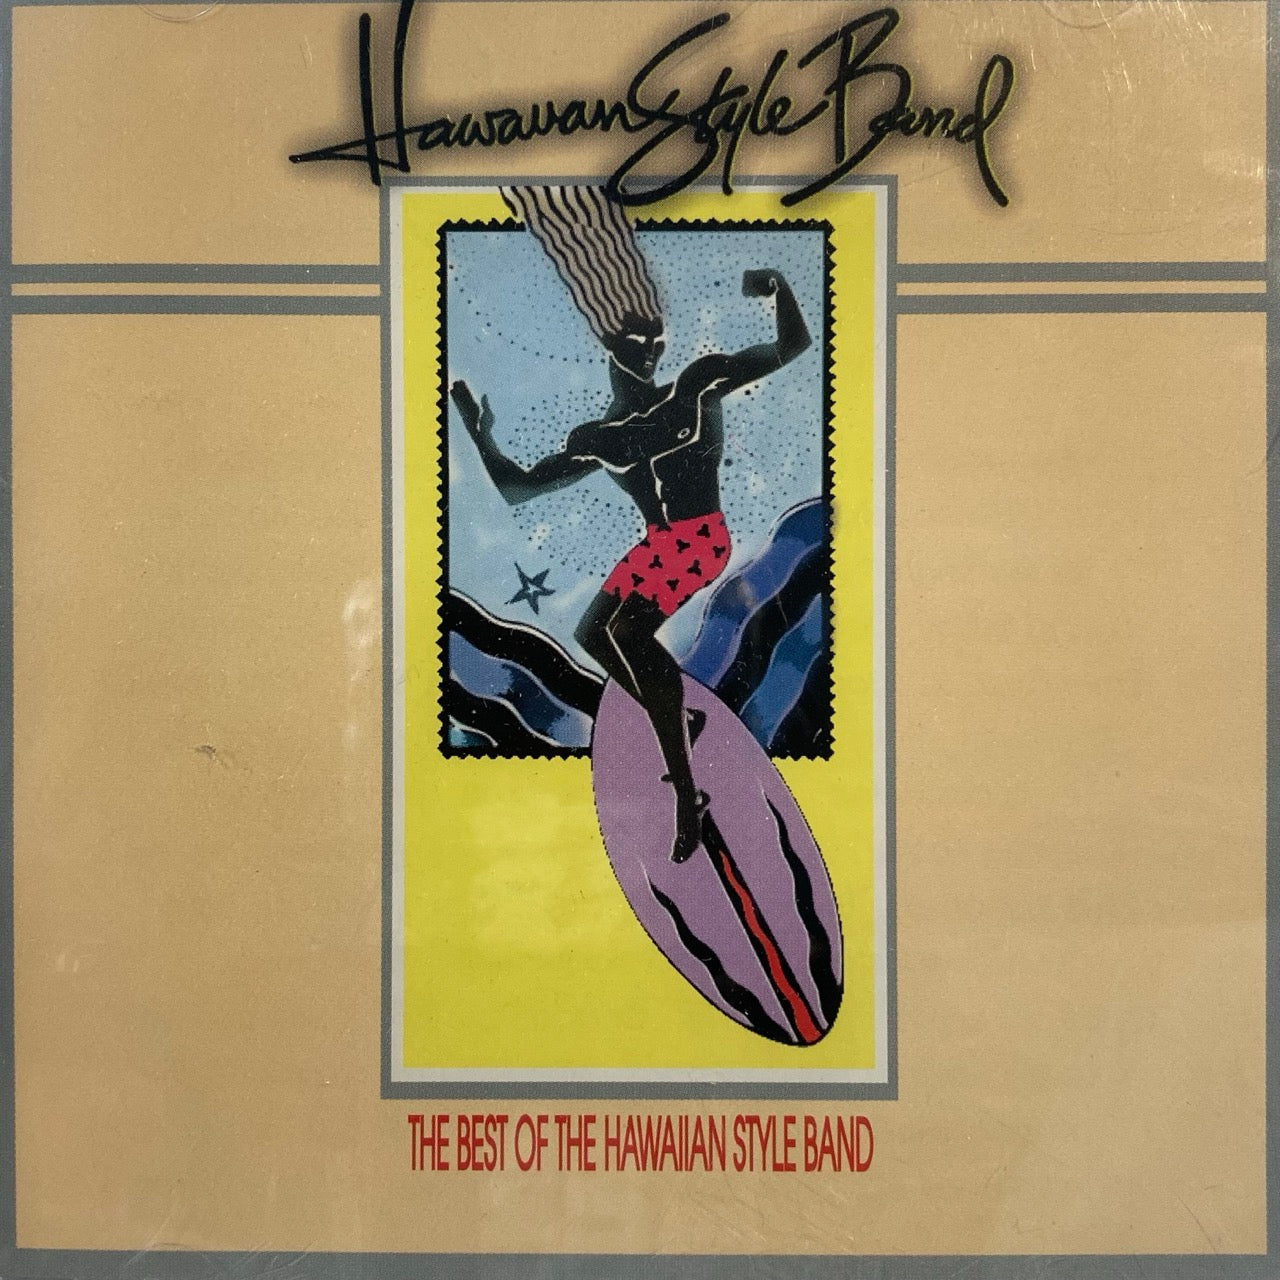 Hawaiian Style Band
THE BEST OF THE HAWAIIAN STYLE BAND